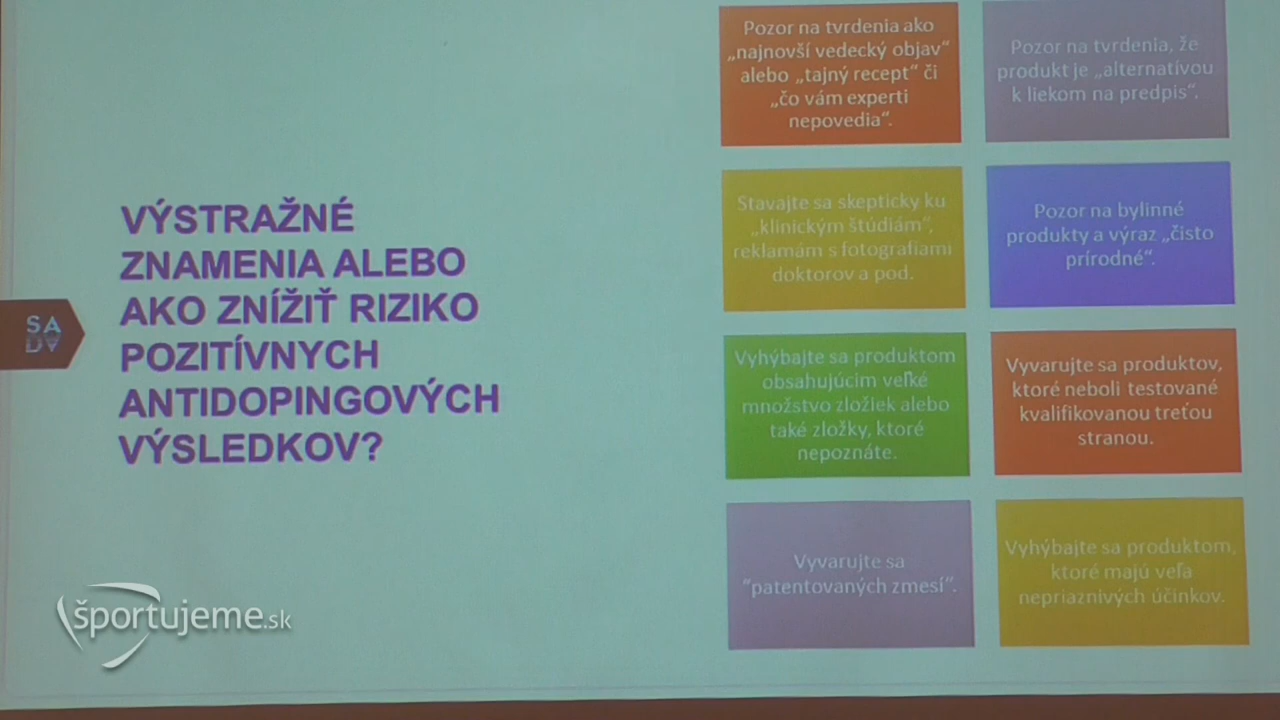 VÝSTRAŽNÉ
ZNAMENIA ALEBO
AKO ZNÍŽIŤ RIZIKO
POZITÍVNYCH
ANTIDOPINGOVÝCH
VÝSLEDKOV?
SA
DV
Pozor na tvrdenia ako
„najnovší vedecký objav“
alebo „tajný recept“ či
„čo vám experti
nepovedia“.
Pozor na tvrdenia, že
produkt je „alternatívou
k liekom na predpis“.
Stavajte sa skepticky ku
„klinickým štúdiám“,
reklamám s fotografiami
doktorov a pod.
Pozor na bylinné
produkty a výraz „čisto
prírodné“.
Vyhýbajte sa produktom
obsahujúcim veľké
množstvo zložiek alebo
také zložky, ktoré
nepoznáte.
Vyvarujte sa produktov,
ktoré neboli testované
kvalifikovanou treťou
stranou.
Vyvarujte sa
"patentovaných zmesí".
Vyhýbajte sa produktom,
ktoré majú veľa
nepriaznivých účinkov.
športujeme.sk